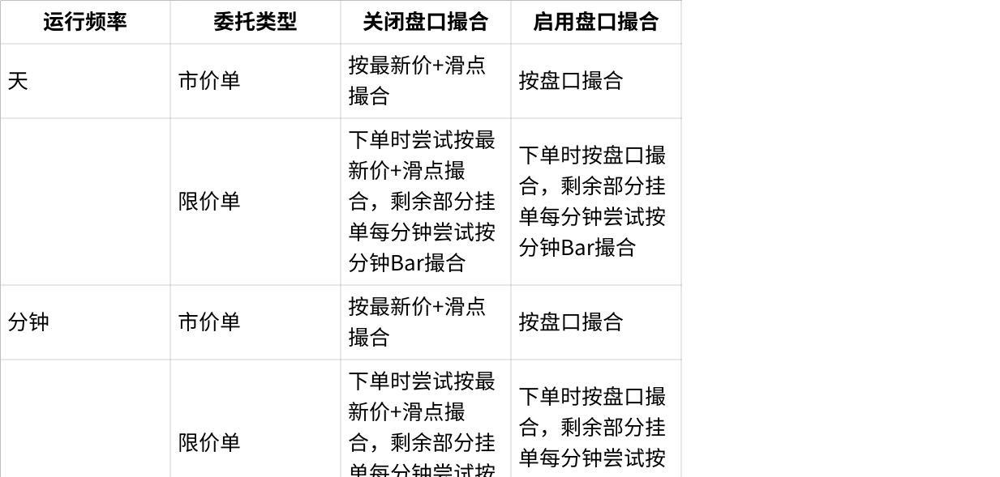 运行频率 委托类型 关闭盘口撮合 启用盘口撮合
天 市价单
按最新价+滑点
撮合
按盘口撮合
限价单
下单时尝试按最
新价+滑点撮
合，剩余部分挂
单每分钟尝试按
分钟Bar撮合
下单时按盘口撮
合，剩余部分挂
单每分钟尝试按
分钟Bar撮合
分钟 市价单
按最新价+滑点
撮合
按盘口撮合
限价单
下单时尝试按最
新价+滑点撮
合，剩余部分挂
单每分钟尝试按
下单时按盘口撮
合，剩余部分挂
单每分钟尝试按